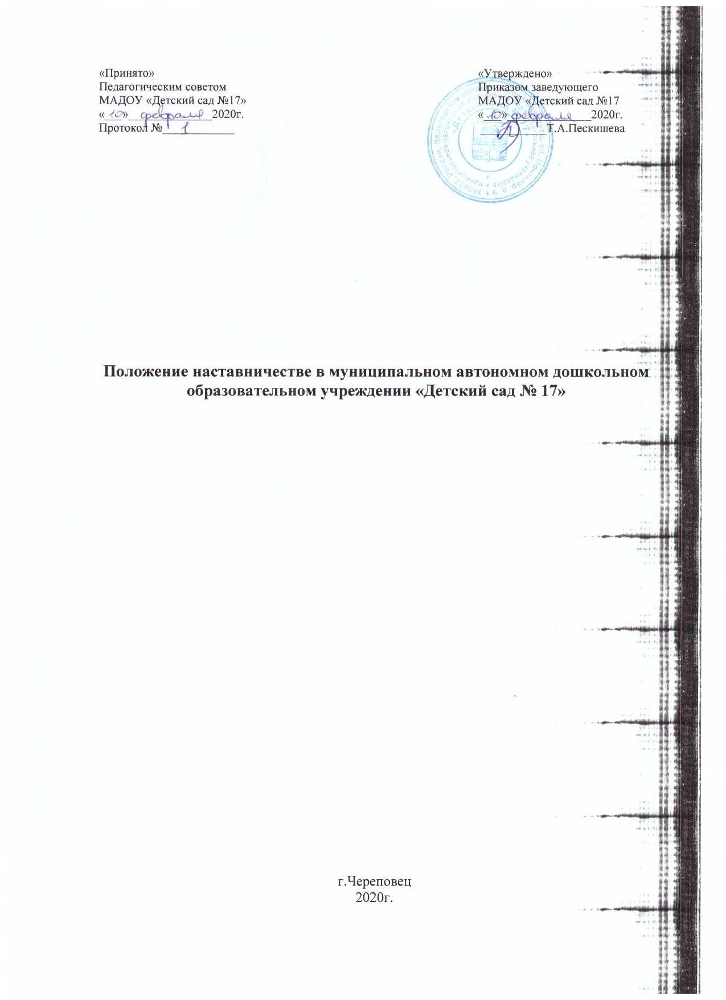 «Принято»
Педагогическим советом
МАДОУ «Детский сад №17»
«10» февраля 2020г.
Протокол № 1
«Утверждено»
Приказом заведующего
МАДОУ «Детский сад №17
«10» февраля 2020г.
Т.А.Пескишева
Положение наставничестве в муниципальном автономном дошкольном
образовательном учреждении «Детский сад № 17»
г.Череповец
2020г.